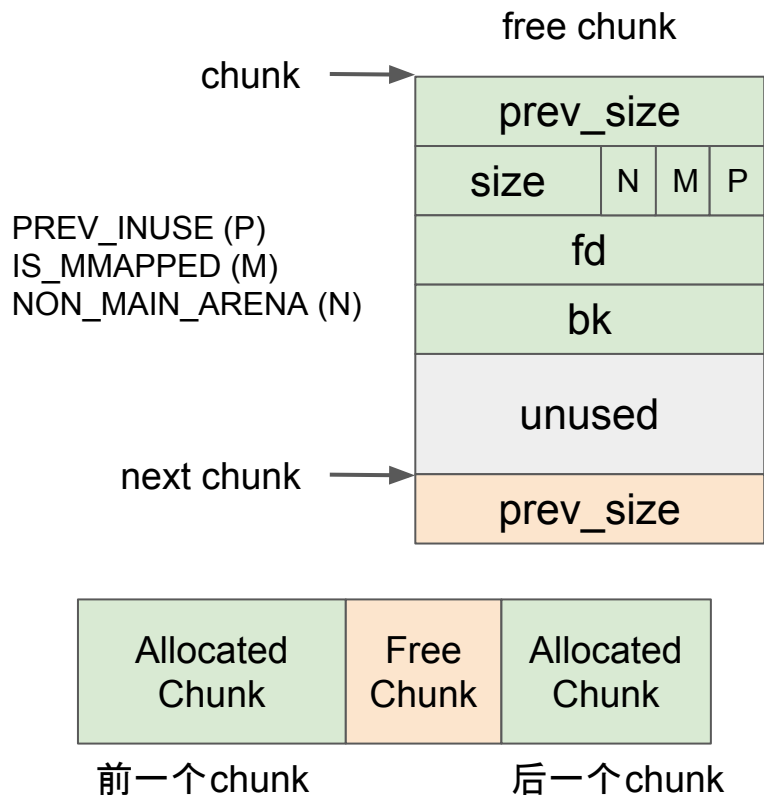 free chunk
chunk
prev_size
size N M P
PREV_INUSE (P)
IS_MMAPPED (M)
NON_MAIN_ARENA (N)
fd
bk
unused
next chunk
prev_size
Allocated Chunk
Free Chunk
Allocated Chunk
前一个chunk
后一个chunk